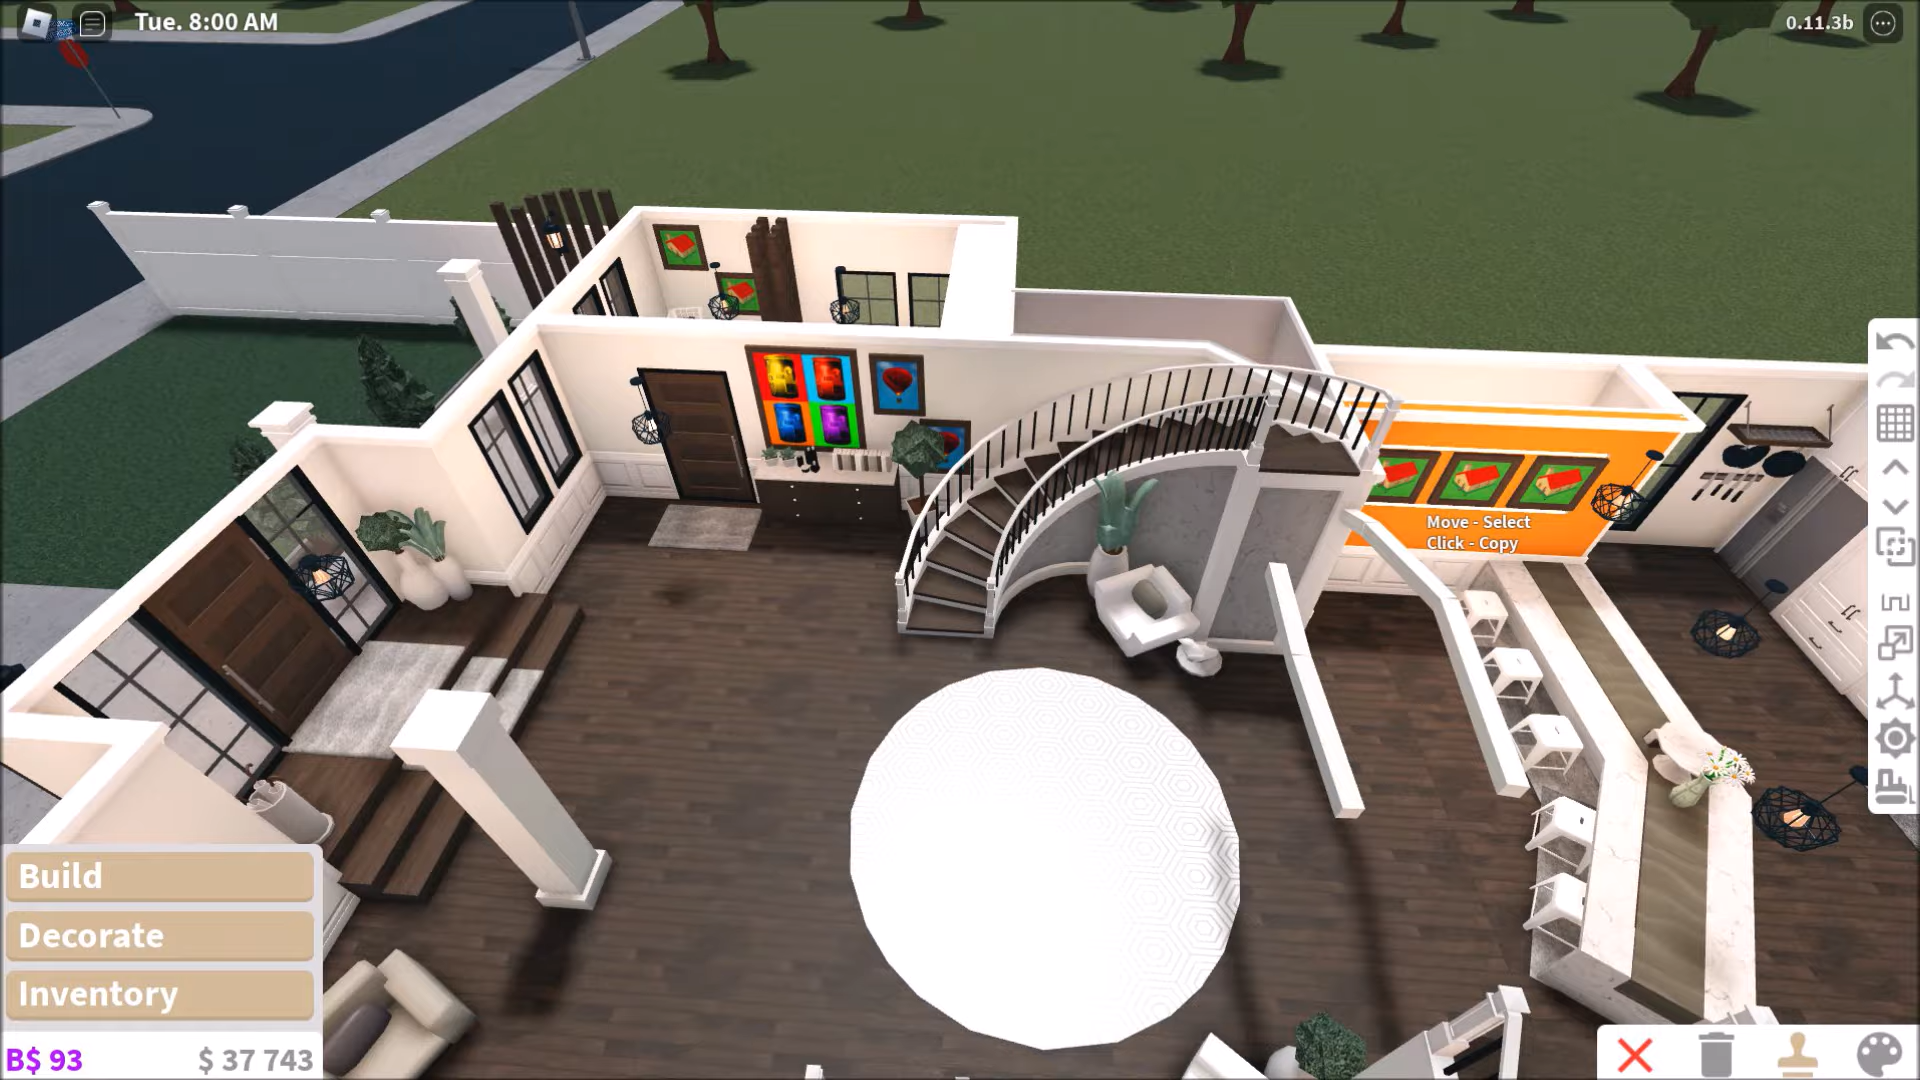 Tue. 8:00 AM
0.11.3b
Move - Select
Click - Copy
Build
Decorate
Inventory
B$ 93
$ 37 743